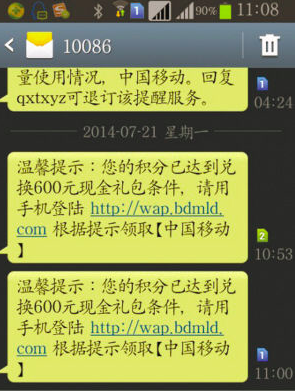 90% 11:08
10086
量使用情况，中国移动。回复
qxtxyz可退订该提醒服务。
1
04:24
2014-07-21 星期一
温馨提示：您的积分已达到兑
换600元现金礼包条件，请用
手机登陆 http://wap.bdmld.
com 根据提示领取【中国移动
】
2
10:53
温馨提示：您的积分已达到兑
换600元现金礼包条件，请用
手机登陆 http://wap.bdmld.
com 根据提示领取【中国移动
】
1
11:00